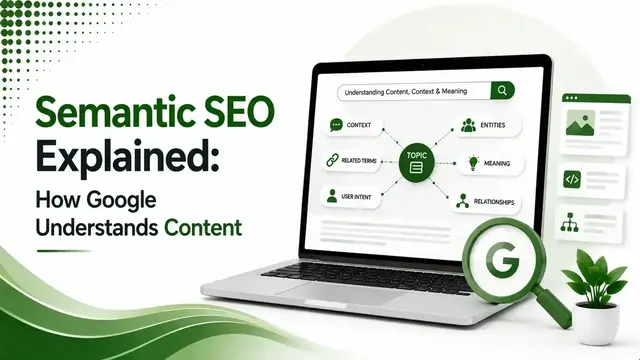 Semantic SEO
Explained:
How Google
Understands Content
Understanding Content, Context & Meaning
CONTEXT
RELATED TERMS
USER INTENT
TOPIC
ENTITIES
MEANING
RELATIONSHIPS
G